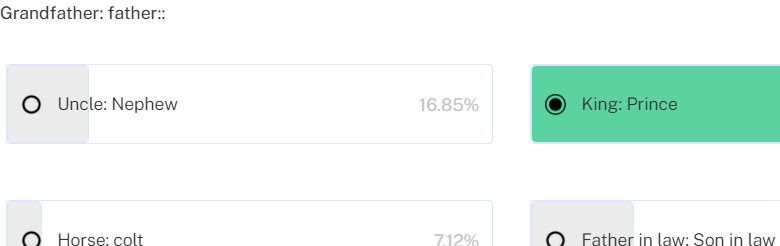 Grandfather: father::
Uncle: Nephew 16.85%
King: Prince
Horse: colt 7.12%
Father in law: Son in law